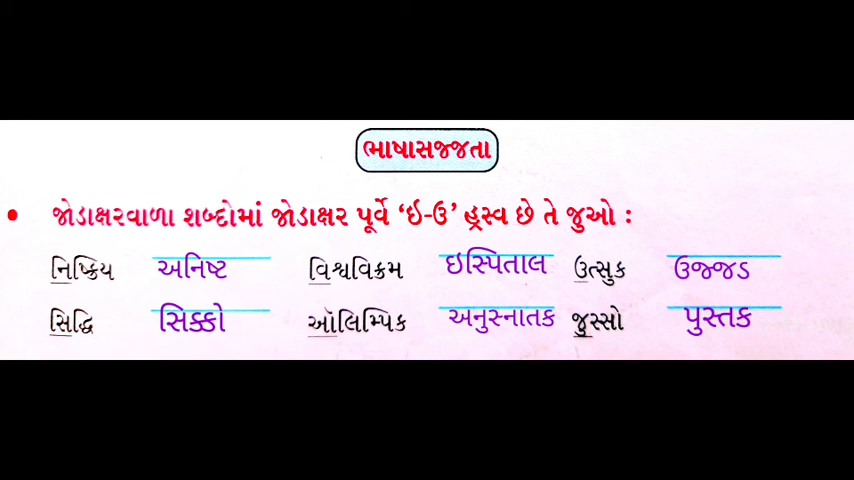 ભાષાસજ્જતા
• જોડાક્ષરવાળા શબ્દોમાં જોડાક્ષર પૂર્વે ‘ઇ-ઉ’ હ્રસ્વ છે તે જુઓ :
નિષ્ક્રિય અનિષ્ટ વિશ્વવિક્રમ ઇસ્પિતાલ ઉત્સુક ઉજ્જડ
સિદ્ધિ સિક્કો ઑલિમ્પિક અનુસ્નાતક જુસ્સો પુસ્તક